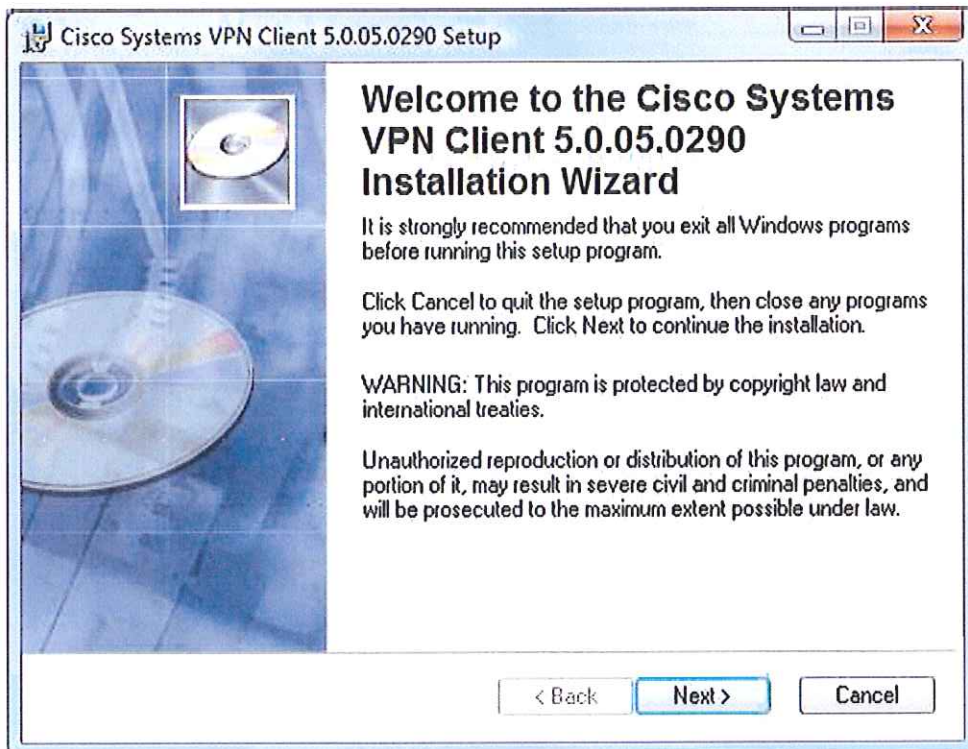 Cisco Systems VPN Client 5.0.05.0290 Setup
Welcome to the Cisco Systems
VPN Client 5.0.05.0290
Installation Wizard
It is strongly recommended that you exit all Windows programs
before running this setup program.
Click Cancel to quit the setup program, then close any programs
you have running. Click Next to continue the installation.
WARNING: This program is protected by copyright law and
international treaties.
Unauthorized reproduction or distribution of this program, or any
portion of it, may result in severe civil and criminal penalties, and
will be prosecuted to the maximum extent possible under law.
< Back
Next >
Cancel